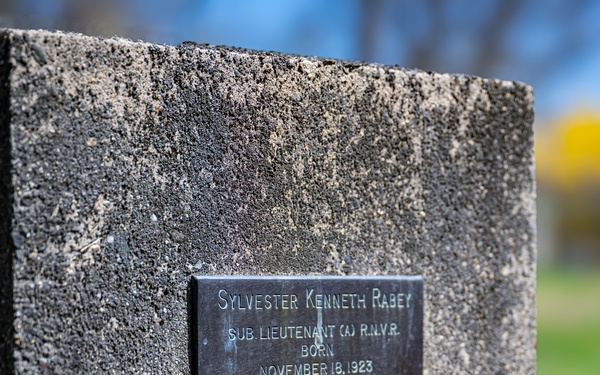 SYLVESTER KENNETH RABEY
SUB. LIEUTENANT (A) R.N.V.R.
BORN
NOVEMBER 18, 1923